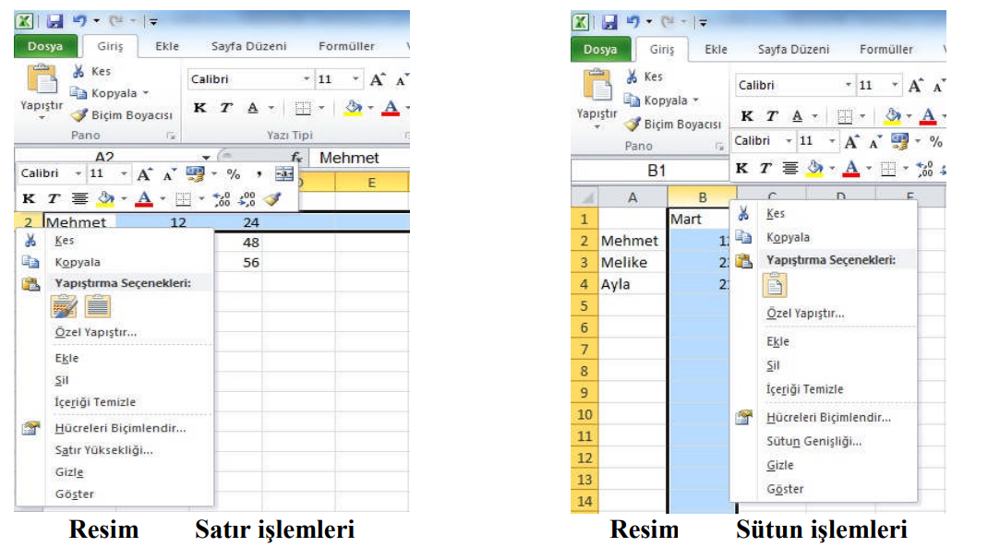 Dosya Giriş Ekle Sayfa Düzeni Formüller
Kes
Kopyala
Biçim Boyacısı
Yapıştır
Pano
Calibri 11 A A
K T A A
Yazı Tipi
A2 fx Mehmet
Calibri 11 A A % ,
K T A ,00 ,00
E
2 Mehmet 12 24
48
56
Kes
Kopyala
Yapıştırma Seçenekleri:
Özel Yapıştır...
Ekle
Sil
İçeriği Temizle
Hücreleri Biçimlendir...
Satır Yüksekliği...
Gizle
Göster
Resim Satır işlemleri
Dosya Giriş Ekle Sayfa Düzeni Formüller
Kes
Kopyala
Biçim Boyacısı
Yapıştır
Pano
Calibri 11 A A
K T A A
Calibri 11 A A %
K T A ,00
B1
A B C D E
1 Mart
2 Mehmet
3 Melike
4 Ayla
5
6
7
8
9
10
11
12
13
14
Kes
Kopyala
Yapıştırma Seçenekleri:
Özel Yapıştır...
Ekle
Sil
İçeriği Temizle
Hücreleri Biçimlendir...
Sütun Genişliği...
Gizle
Göster
Resim Sütun işlemleri